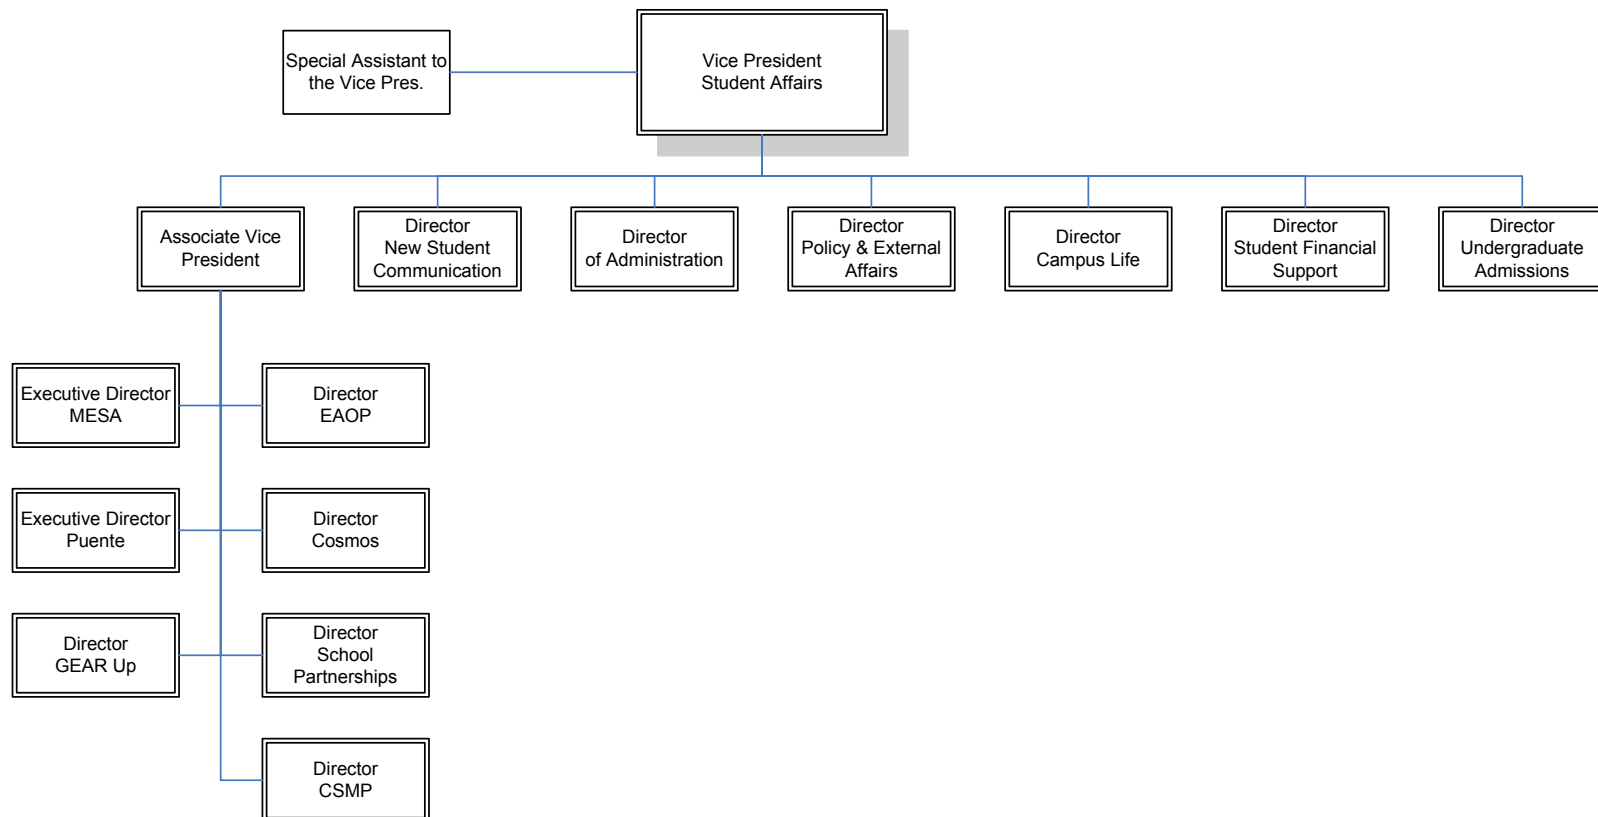 Special Assistant to
the Vice Pres.
Vice President
Student Affairs
Associate Vice
President
Director
New Student
Communication
Director
of Administration
Director
Policy & External
Affairs
Director
Campus Life
Director
Student Financial
Support
Director
Undergraduate
Admissions
Executive Director
MESA
Director
EAOP
Executive Director
Puente
Director
Cosmos
Director
GEAR Up
Director
School
Partnerships
Director
CSMP